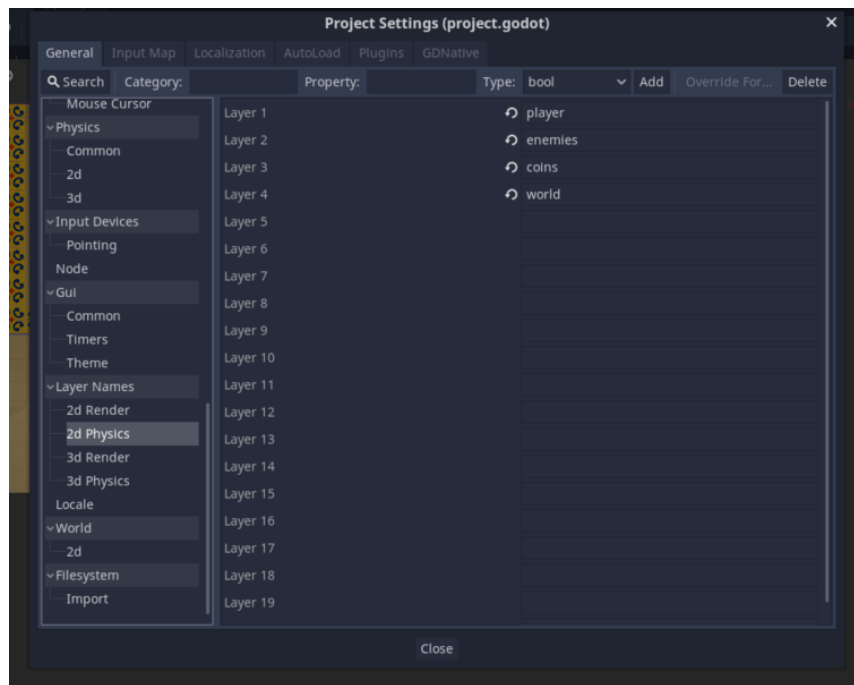 Project Settings (project.godot)
General Input Map Localization AutoLoad Plugins GDNative
Search Category: Property: Type: bool Add Override For... Delete
Mouse Cursor
Physics
Common
2d
3d
Input Devices
Pointing
Node
Gui
Common
Timers
Theme
Layer Names
2d Render
2d Physics
3d Render
3d Physics
Locale
World
2d
Filesystem
Import
Layer 1 player
Layer 2 enemies
Layer 3 coins
Layer 4 world
Layer 5
Layer 6
Layer 7
Layer 8
Layer 9
Layer 10
Layer 11
Layer 12
Layer 13
Layer 14
Layer 15
Layer 16
Layer 17
Layer 18
Layer 19
Close